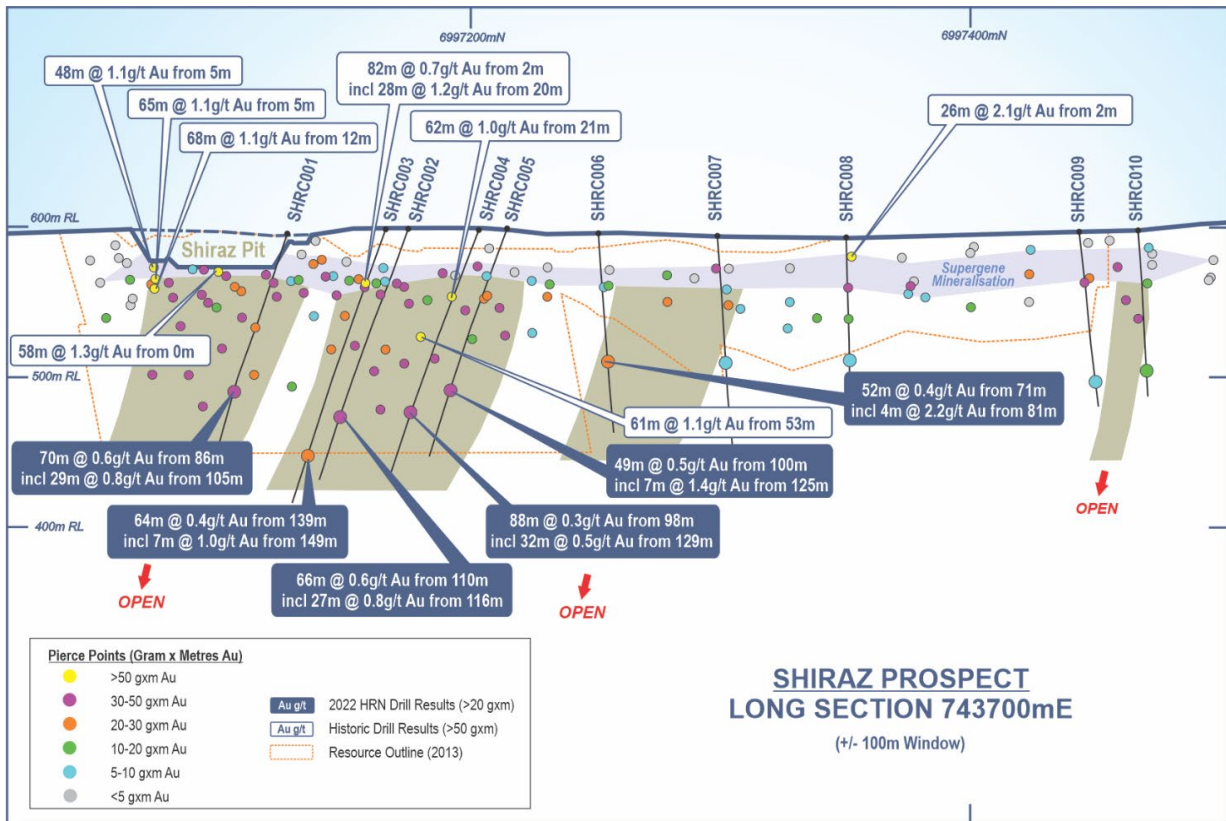 6997200mN
6997400mN
48m @ 1.1g/t Au from 5m
65m @ 1.1g/t Au from 5m
68m @ 1.1g/t Au from 12m
82m @ 0.7g/t Au from 2m
incl 28m @ 1.2g/t Au from 20m
62m @ 1.0g/t Au from 21m
26m @ 2.1g/t Au from 2m
SHRC001
SHRC003
SHRC002
SHRC004
SHRC005
SHRC006
SHRC007
SHRC008
SHRC009
SHRC010
600m RL
Shiraz Pit
Supergene
Mineralisation
58m @ 1.3g/t Au from 0m
500m RL
52m @ 0.4g/t Au from 71m
incl 4m @ 2.2g/t Au from 81m
61m @ 1.1g/t Au from 53m
70m @ 0.6g/t Au from 86m
incl 29m @ 0.8g/t Au from 105m
49m @ 0.5g/t Au from 100m
incl 7m @ 1.4g/t Au from 125m
64m @ 0.4g/t Au from 139m
incl 7m @ 1.0g/t Au from 149m
88m @ 0.3g/t Au from 98m
incl 32m @ 0.5g/t Au from 129m
OPEN
400m RL
66m @ 0.6g/t Au from 110m
incl 27m @ 0.8g/t Au from 116m
OPEN
OPEN
Pierce Points (Gram x Metres Au)
>50 gxm Au
30-50 gxm Au
20-30 gxm Au
10-20 gxm Au
5-10 gxm Au
<5 gxm Au
Au g/t 2022 HRN Drill Results (>20 gxm)
Au g/t Historic Drill Results (>50 gxm)
Resource Outline (2013)
SHIRAZ PROSPECT
LONG SECTION 743700mE
(+/- 100m Window)